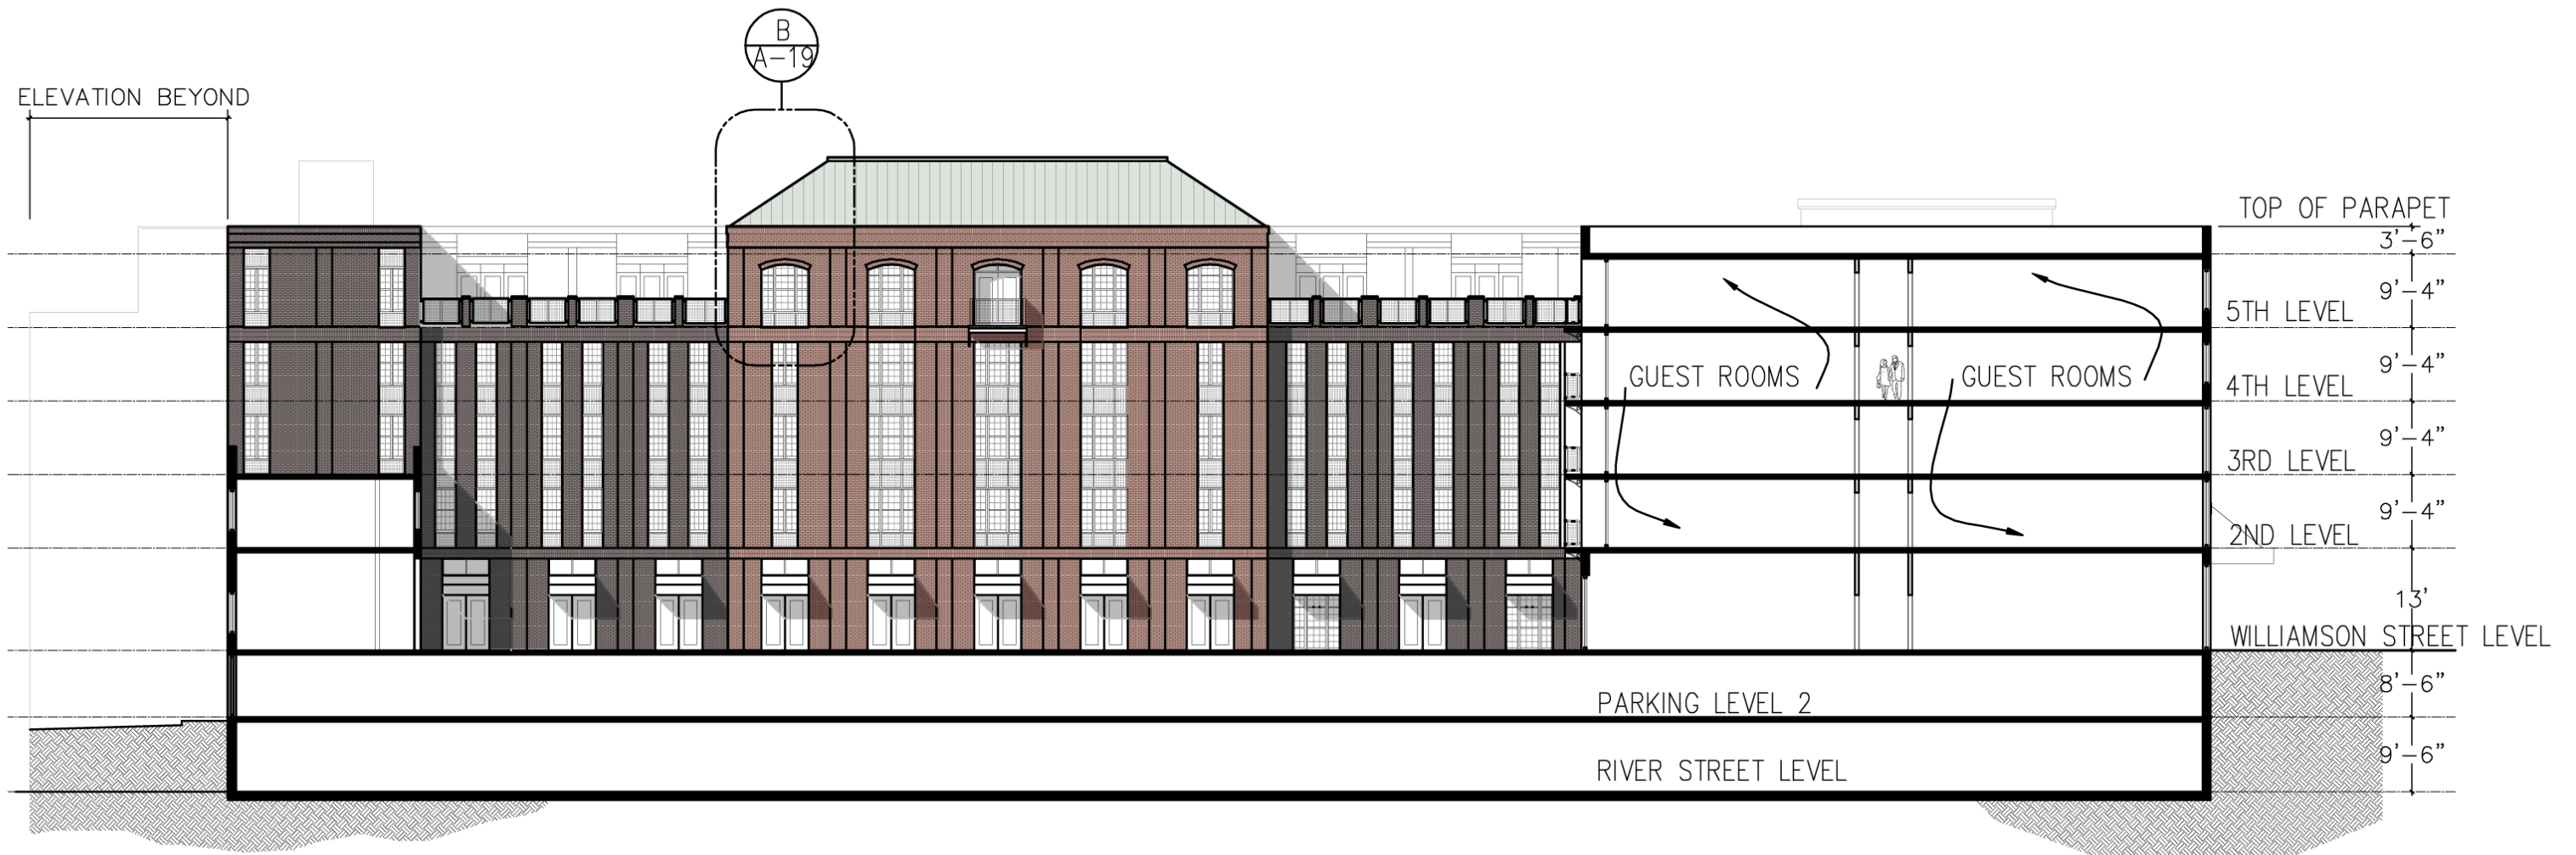 B
A-19
ELEVATION BEYOND
TOP OF PARAPET
3'-6"
9'-4"
5TH LEVEL
9'-4"
GUEST ROOMS
GUEST ROOMS
4TH LEVEL
9'-4"
3RD LEVEL
9'-4"
2ND LEVEL
13'
WILLIAMSON STREET LEVEL
8'-6"
PARKING LEVEL 2
9'-6"
RIVER STREET LEVEL